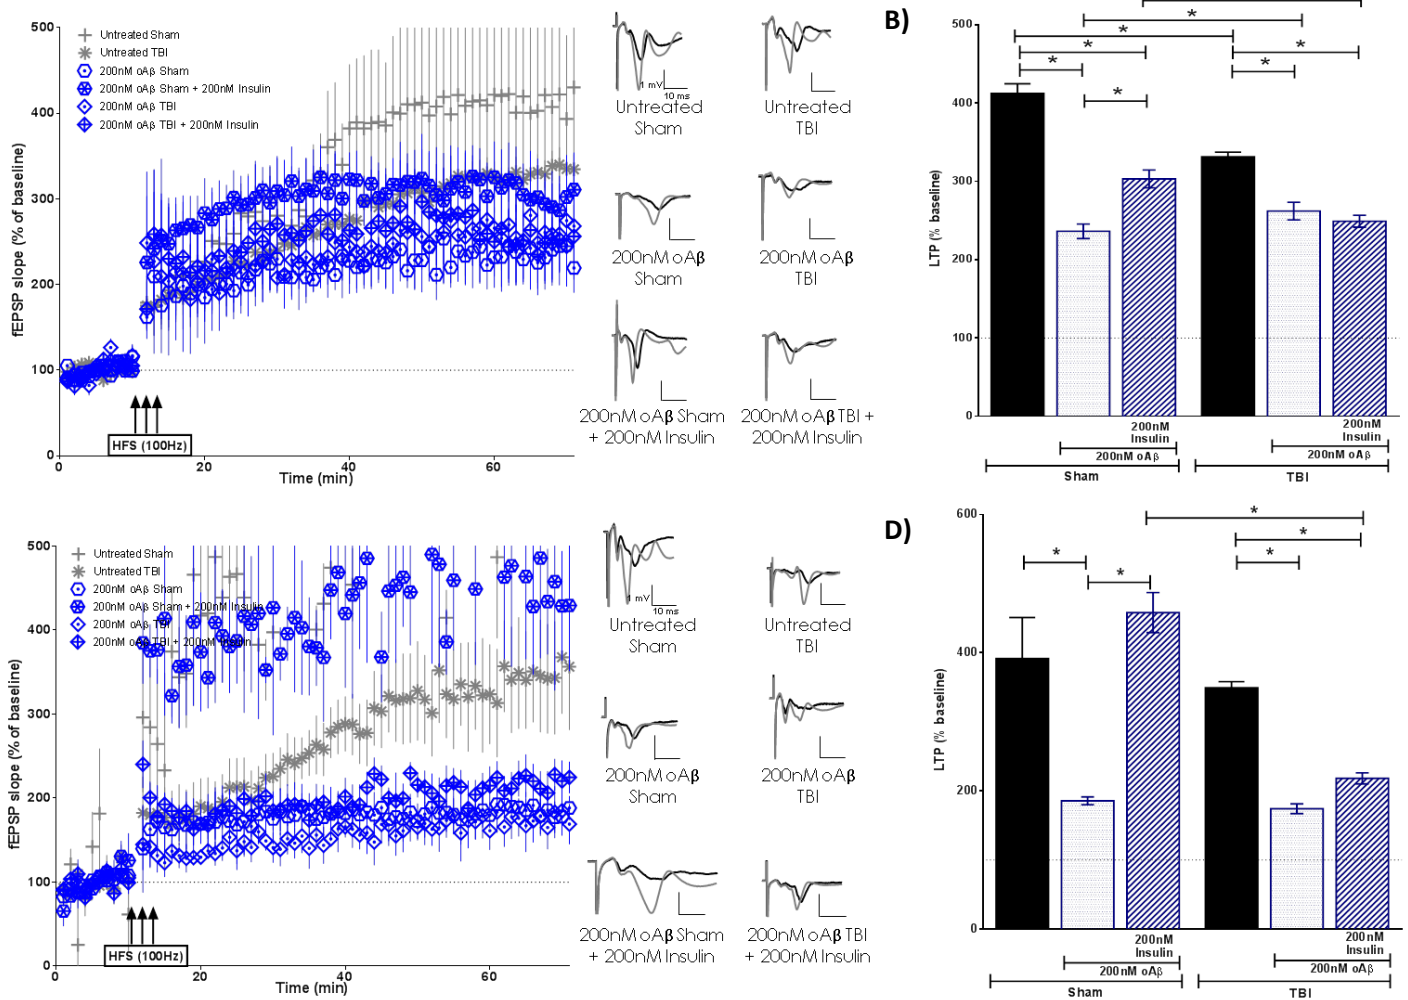 500
400
300
200
100
0
fEPSP slope (% of baseline)
Untreated Sham
Untreated TBI
200nM oAβ Sham
200nM oAβ Sham + 200nM Insulin
200nM oAβ TBI
200nM oAβ TBI + 200nM Insulin
HFS (100Hz)
0 20 40 60
Time (min)
1 mV
10 ms
Untreated
Sham
Untreated
TBI
200nM oAβ
Sham
200nM oAβ
TBI
200nM oAβ Sham
+ 200nM Insulin
200nM oAβ TBI +
200nM Insulin
B)
500
400
300
200
100
0
LTP (% baseline)
*
*
*
*
*
*
*
*
200nM
Insulin
200nM oAβ
Sham
200nM
Insulin
200nM oAβ
TBI
500
400
300
200
100
0
fEPSP slope (% of baseline)
Untreated Sham
Untreated TBI
200nM oAβ Sham
200nM oAβ Sham + 200nM Insulin
200nM oAβ TBI
200nM oAβ TBI + 200nM Insulin
HFS (100Hz)
0 20 40 60
Time (min)
1 mV
10 ms
Untreated
Sham
Untreated
TBI
200nM oAβ
Sham
200nM oAβ
TBI
200nM oAβ Sham
+ 200nM Insulin
200nM oAβ TBI
+ 200nM Insulin
D)
600
400
200
0
LTP (% baseline)
*
*
*
*
*
200nM
Insulin
200nM oAβ
Sham
200nM
Insulin
200nM oAβ
TBI